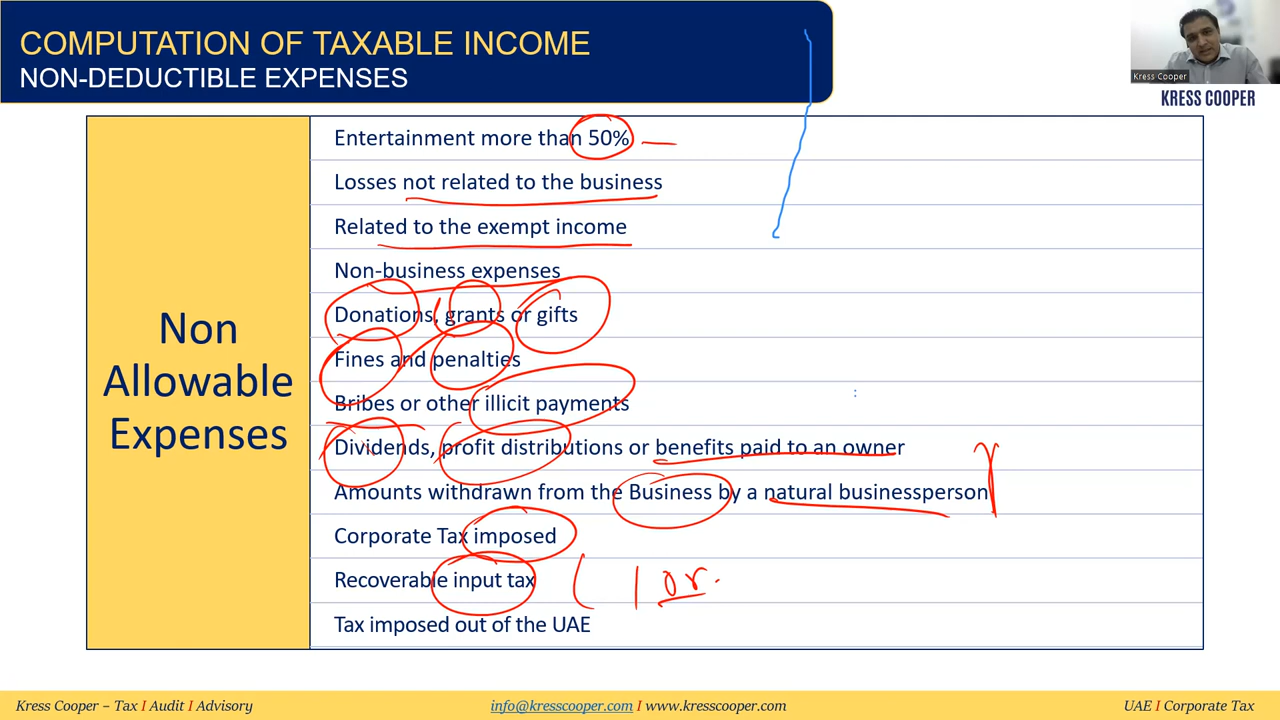 COMPUTATION OF TAXABLE INCOME
NON-DEDUCTIBLE EXPENSES
Kress Cooper
KRESS COOPER
Non
Allowable
Expenses
Entertainment more than 50%
Losses not related to the business
Related to the exempt income
Non-business expenses
Donations, grants or gifts
Fines and penalties
Bribes or other illicit payments
Dividends, profit distributions or benefits paid to an owner
Amounts withdrawn from the Business by a natural businessperson
Corporate Tax imposed
Recoverable input tax
Tax imposed out of the UAE
Kress Cooper – Tax I Audit I Advisory
info@kresscooper.com I www.kresscooper.com
UAE I Corporate Tax